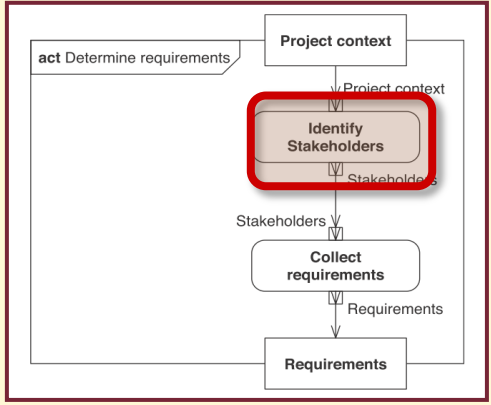 Project context
act Determine requirements
Project context
Identify
Stakeholders
Stakeholders
Stakeholders
Collect
requirements
Requirements
Requirements